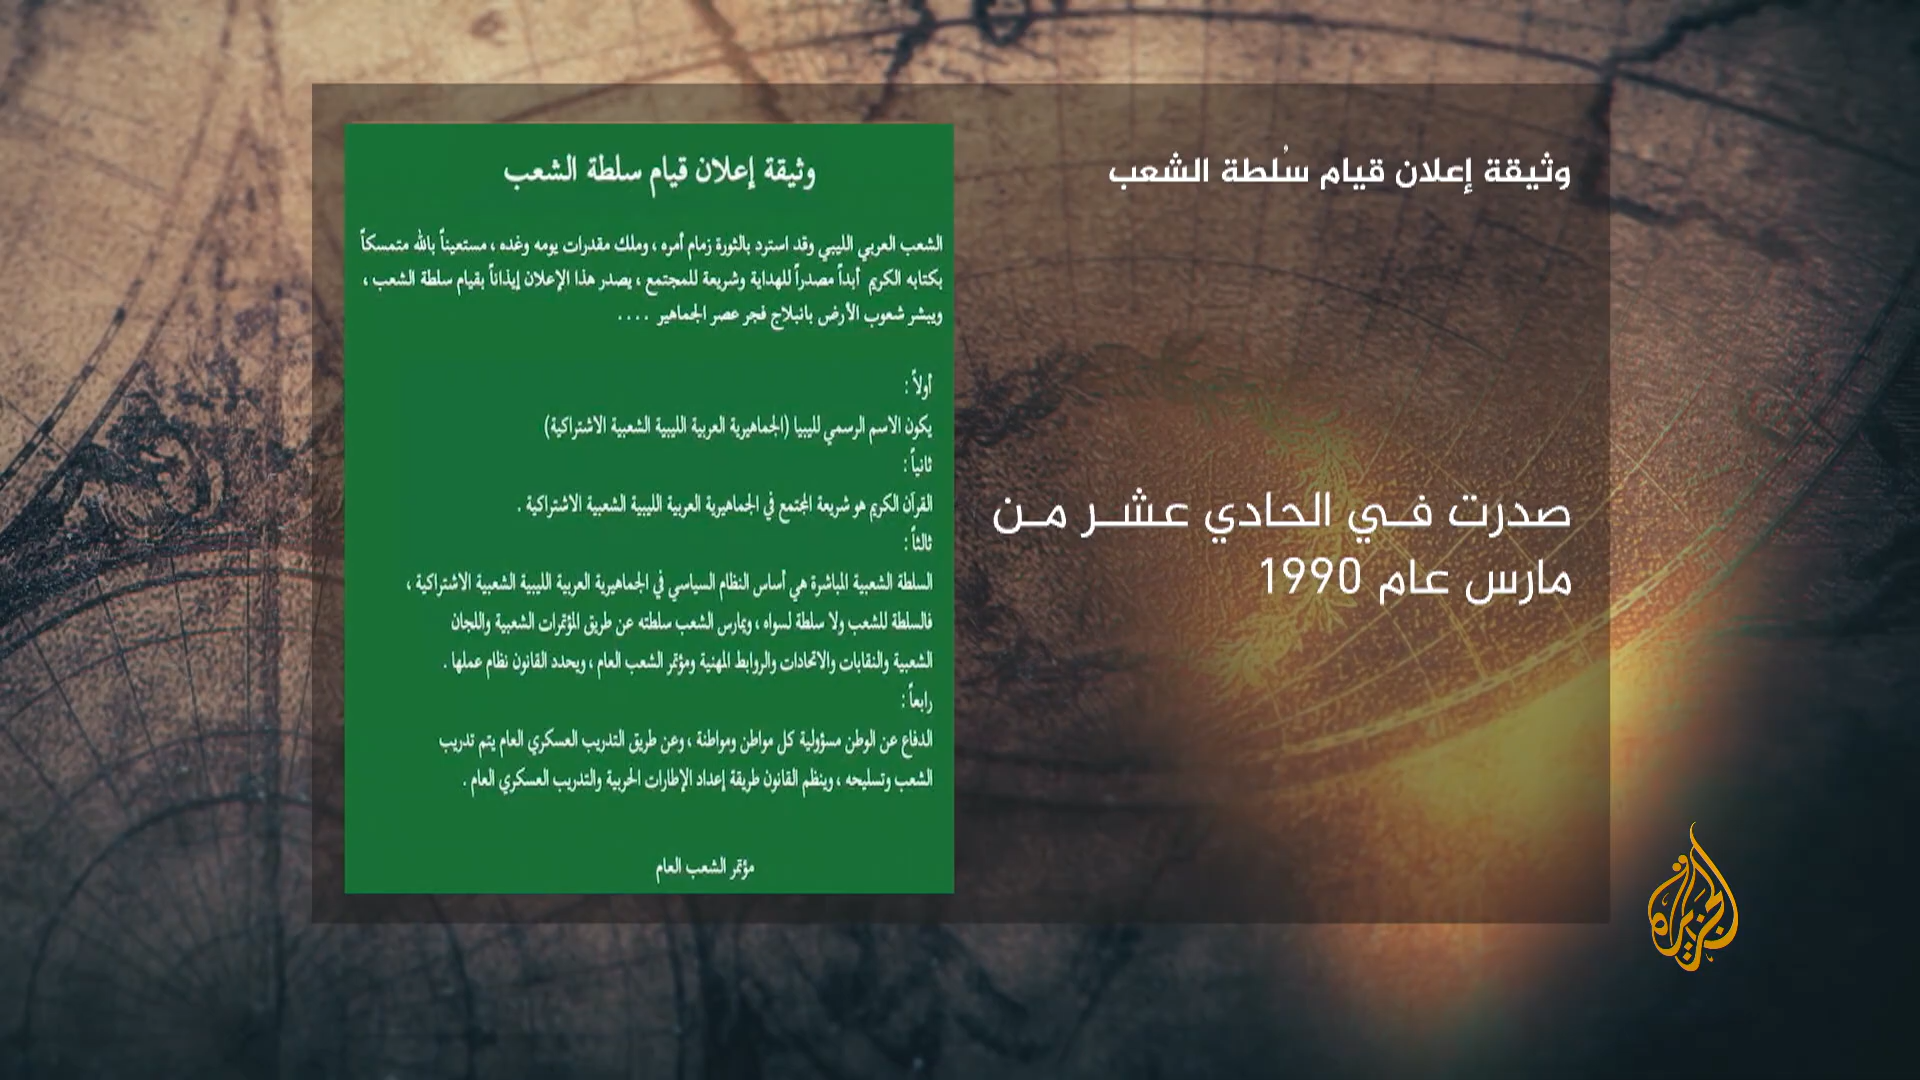 وثيقة إعلان قيام سُلطة الشعب
صدرت في الحادي عشر من
مارس عام 1990
وثيقة إعلان قيام سلطة الشعب
الشعب العربي الليبي وقد استرد بالثورة زمام أمره ، وملك مقدرات يومه وغده ، مستعيناً بالله متمسكاً
بكتابه الكريم أبداً مصدراً للهداية وشريعة للمجتمع ، يصدر هذا الإعلان إيذاناً بقيام سلطة الشعب ،
ويبشر شعوب الأرض بانبلاج فجر عصر الجماهير ....
أولاً :
يكون الاسم الرسمي لليبيا (الجماهيرية العربية الليبية الشعبية الاشتراكية)
ثانياً :
القرآن الكريم هو شريعة المجتمع في الجماهيرية العربية الليبية الشعبية الاشتراكية .
ثالثاً :
السلطة الشعبية المباشرة هي أساس النظام السياسي في الجماهيرية العربية الليبية الشعبية الاشتراكية ،
فالسلطة للشعب ولا سلطة لسواه ، ويمارس الشعب سلطته عن طريق المؤتمرات الشعبية واللجان
الشعبية والنقابات والاتحادات والروابط المهنية ومؤتمر الشعب العام ، ويحدد القانون نظام عملها .
رابعاً :
الدفاع عن الوطن مسؤولية كل مواطن ومواطنة ، وعن طريق التدريب العسكري العام يتم تدريب
الشعب وتسليحه ، وينظم القانون طريقة إعداد الإطارات الحربية والتدريب العسكري العام .
مؤتمر الشعب العام
الجزيرة